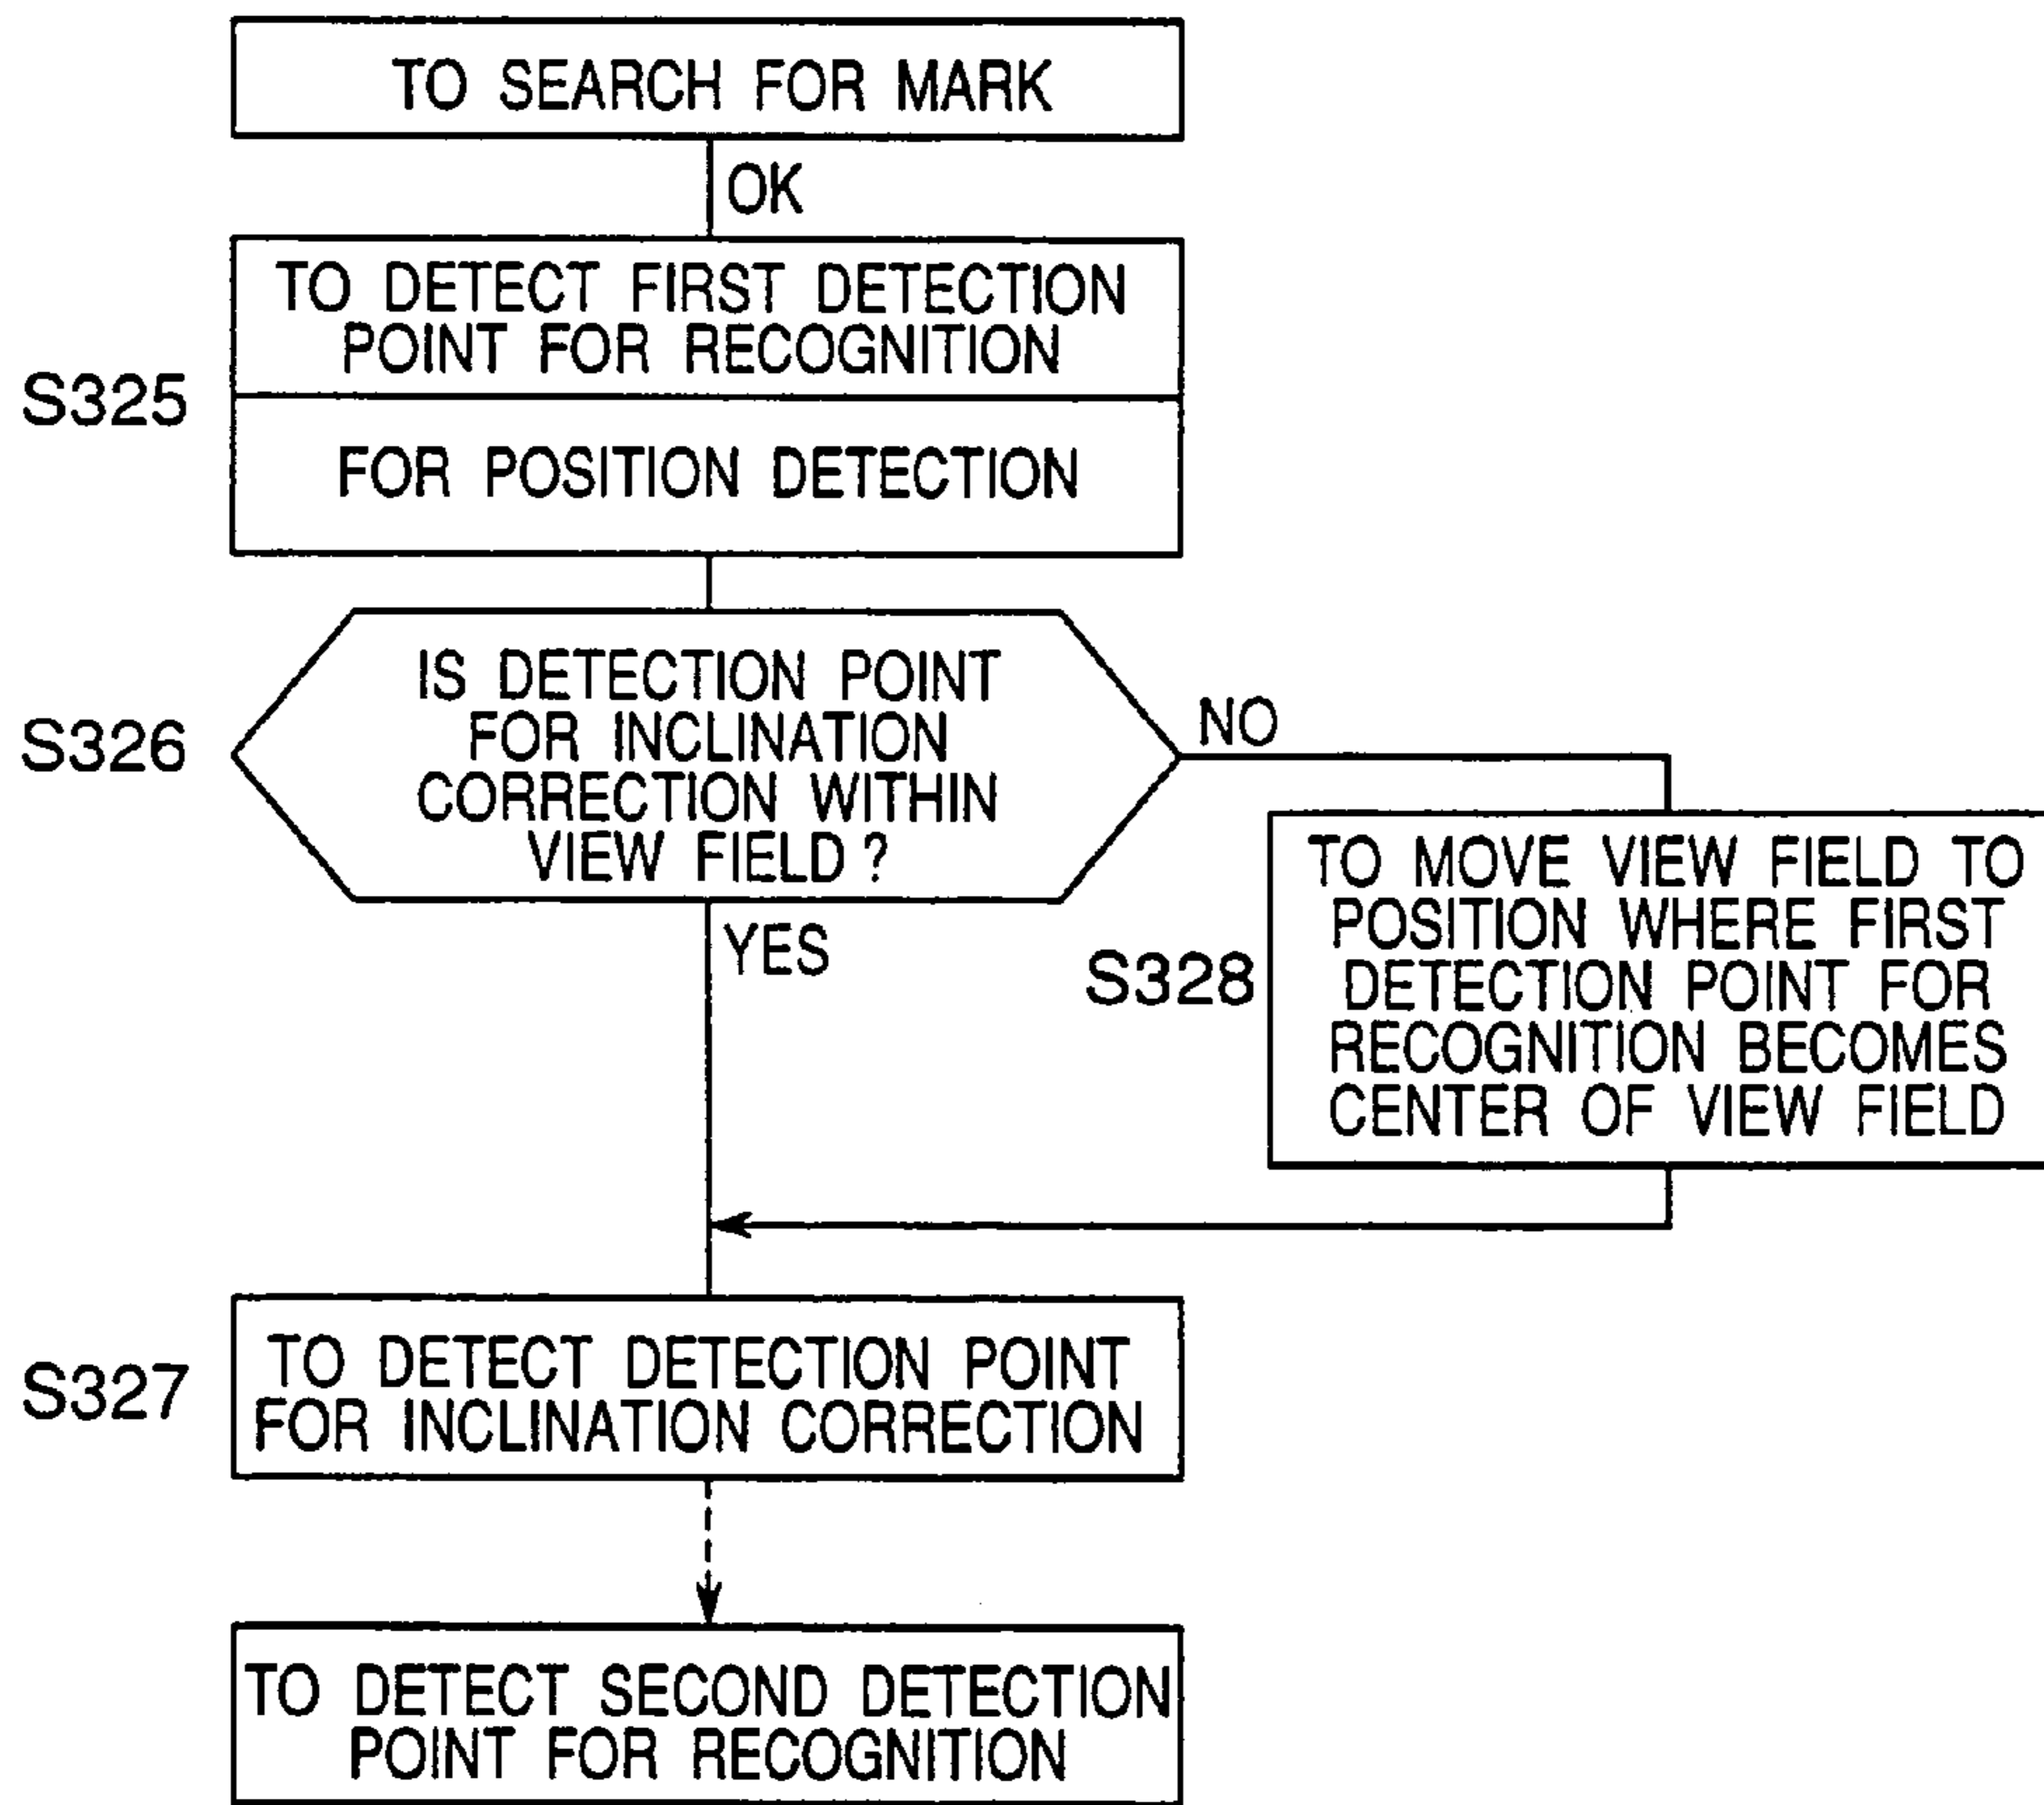 TO SEARCH FOR MARK
OK
TO DETECT FIRST DETECTION
POINT FOR RECOGNITION
S325
FOR POSITION DETECTION
S326
IS DETECTION POINT
FOR INCLINATION
CORRECTION WITHIN
VIEW FIELD ?
NO
YES
S328
TO MOVE VIEW FIELD TO
POSITION WHERE FIRST
DETECTION POINT FOR
RECOGNITION BECOMES
CENTER OF VIEW FIELD
S327
TO DETECT DETECTION POINT
FOR INCLINATION CORRECTION
TO DETECT SECOND DETECTION
POINT FOR RECOGNITION